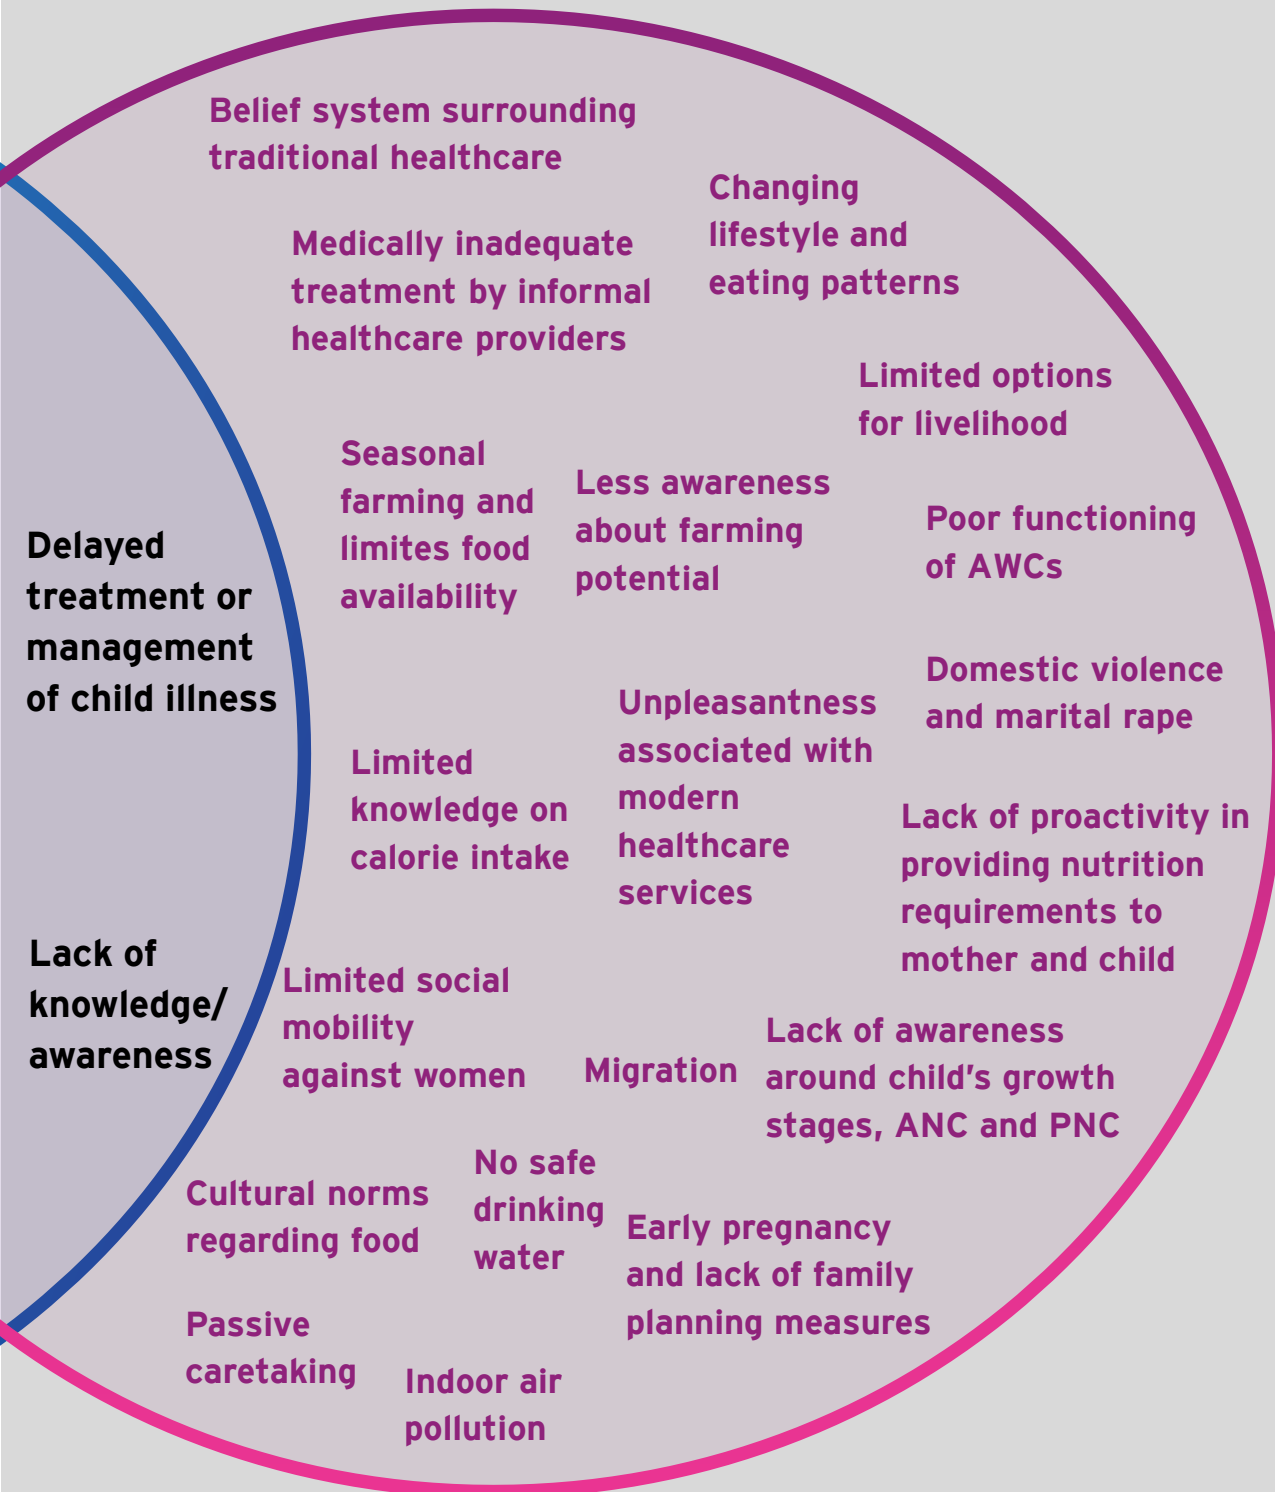 Belief system surrounding
traditional healthcare
Changing
lifestyle and
eating patterns
Medically inadequate
treatment by informal
healthcare providers
Limited options
for livelihood
Seasonal
farming and
limites food
availability
Less awareness
about farming
potential
Poor functioning
of AWCs
Delayed
treatment or
management
of child illness
Domestic violence
and marital rape
Unpleasantness
associated with
modern
healthcare
services
Limited
knowledge on
calorie intake
Lack of proactivity in
providing nutrition
requirements to
mother and child
Lack of
knowledge/
awareness
Limited social
mobility
against women
Migration
Lack of awareness
around child's growth
stages, ANC and PNC
No safe
drinking
water
Cultural norms
regarding food
Early pregnancy
and lack of family
planning measures
Passive
caretaking
Indoor air
pollution